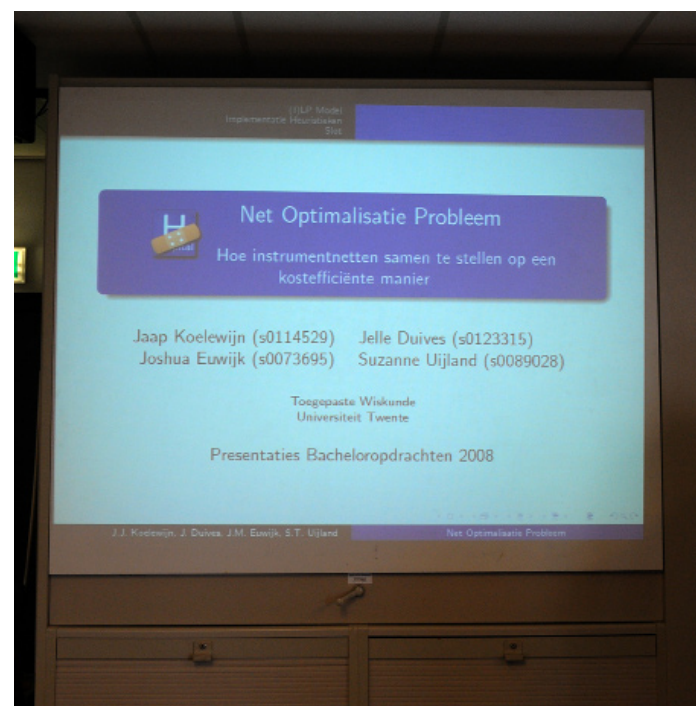 (I)LP Model
Implementatie Heuristieken
Slot
H
Net Optimalisatie Probleem
Hoe instrumentnetten samen te stellen op een
kostefficiënte manier
Jaap Koelewijn (s0114529) Jelle Duives (s0123315)
Joshua Euwijk (s0073695) Suzanne Uijland (s0089028)
Toegepaste Wiskunde
Universiteit Twente
Presentaties Bacheloropdrachten 2008
J.J. Koelewijn, J. Duives, J.M. Euwijk, S.T. Uijland Net Optimalisatie Probleem